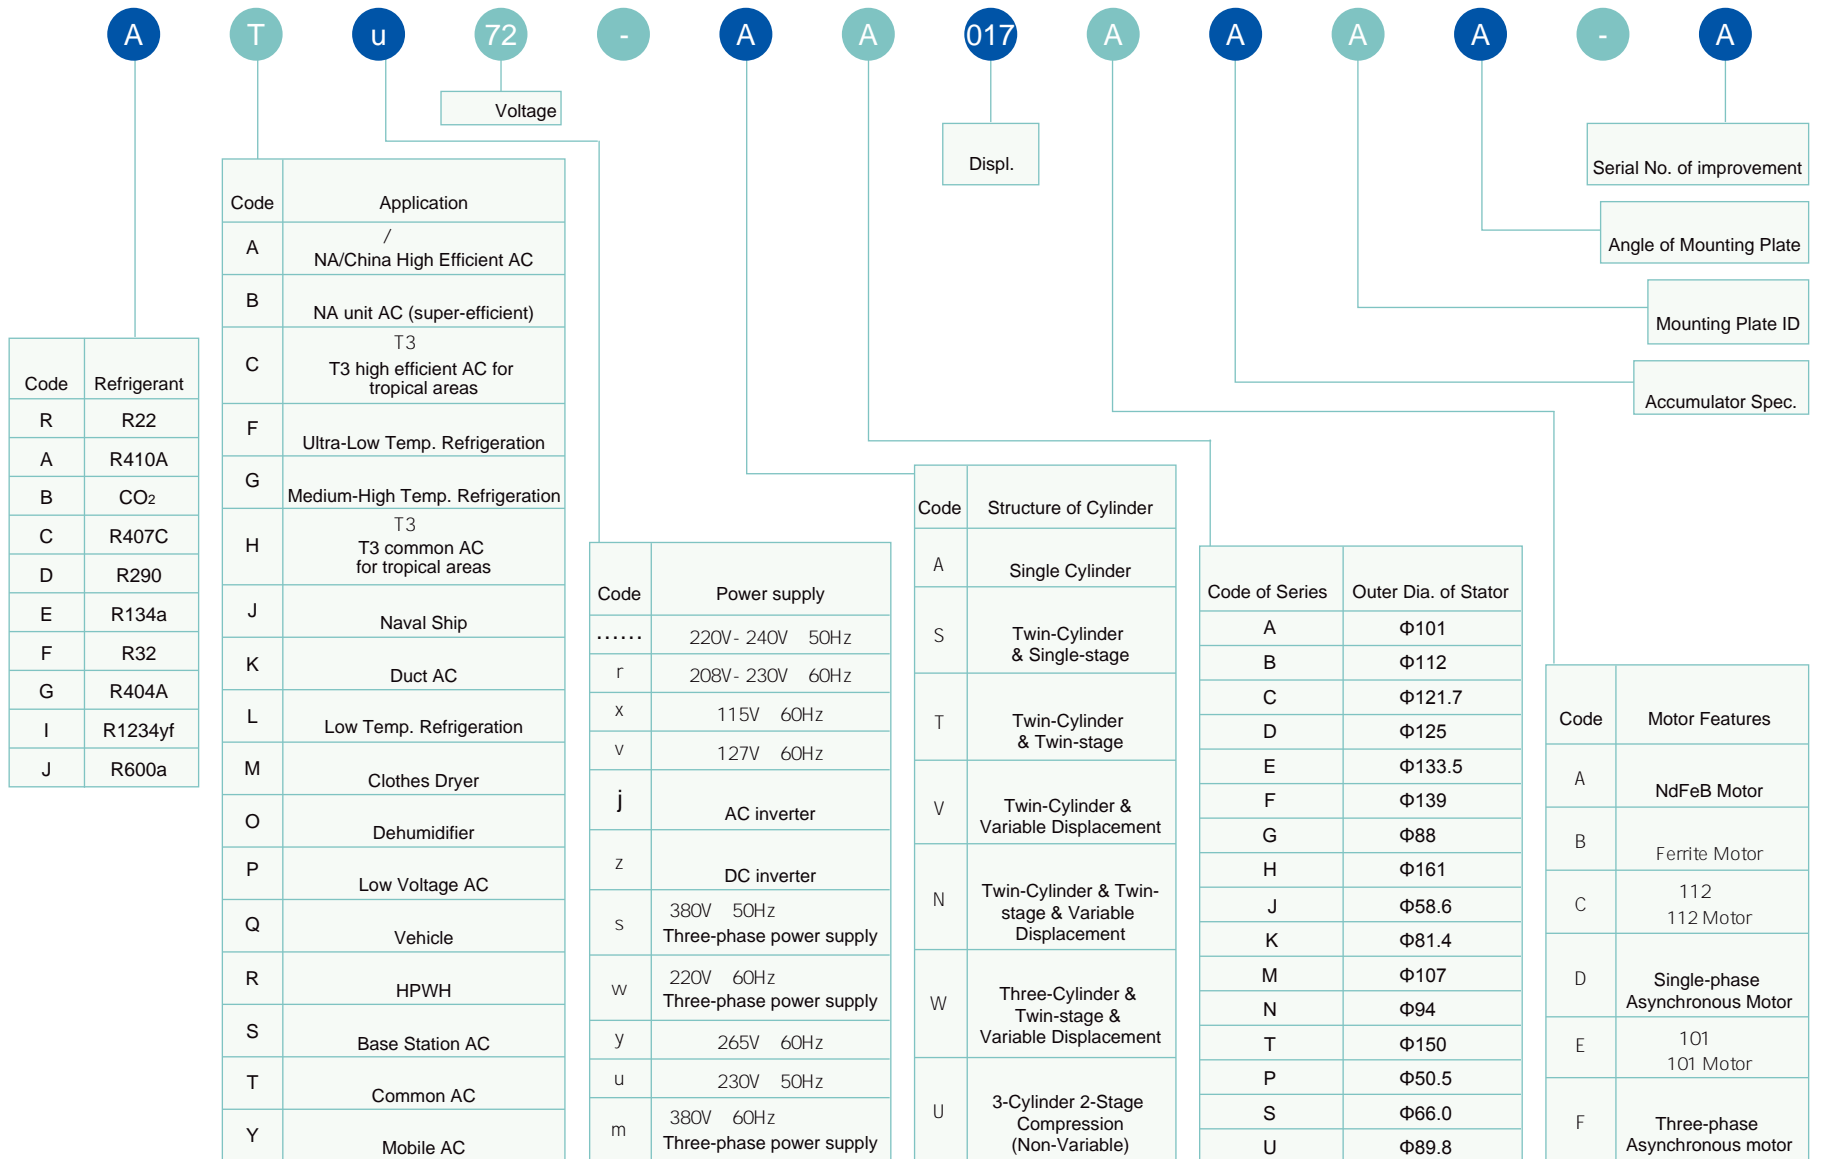 A T u 72 - A A 017 A A A A - A
Voltage
Displ.
Serial No. of improvement
Angle of Mounting Plate
Mounting Plate ID
Accumulator Spec.
Code Refrigerant
R R22
A R410A
B CO2
C R407C
D R290
E R134a
F R32
G R404A
I R1234yf
J R600a
Code Application
A /
NA/China High Efficient AC
B NA unit AC (super-efficient)
C T3
T3 high efficient AC for
tropical areas
F Ultra-Low Temp. Refrigeration
G Medium-High Temp. Refrigeration
H T3
T3 common AC
for tropical areas
J Naval Ship
K Duct AC
L Low Temp. Refrigeration
M Clothes Dryer
O Dehumidifier
P Low Voltage AC
Q Vehicle
R HPWH
S Base Station AC
T Common AC
Y Mobile AC
Code Power supply
...... 220V-240V 50Hz
r 208V-230V 60Hz
x 115V 60Hz
v 127V 60Hz
j AC inverter
z DC inverter
s 380V 50Hz
Three-phase power supply
w 220V 60Hz
Three-phase power supply
y 265V 60Hz
u 230V 50Hz
m 380V 60Hz
Three-phase power supply
Code Structure of Cylinder
A Single Cylinder
S Twin-Cylinder
& Single-stage
T Twin-Cylinder
& Twin-stage
V Twin-Cylinder &
Variable Displacement
N Twin-Cylinder & Twin-
stage & Variable
Displacement
W Three-Cylinder &
Twin-stage &
Variable Displacement
U 3-Cylinder 2-Stage
Compression
(Non-Variable)
Code of Series Outer Dia. of Stator
A Φ101
B Φ112
C Φ121.7
D Φ125
E Φ133.5
F Φ139
G Φ88
H Φ161
J Φ58.6
K Φ81.4
M Φ107
N Φ94
T Φ150
P Φ50.5
S Φ66.0
U Φ89.8
Code Motor Features
A NdFeB Motor
B Ferrite Motor
C 112
112 Motor
D Single-phase
Asynchronous Motor
E 101
101 Motor
F Three-phase
Asynchronous motor